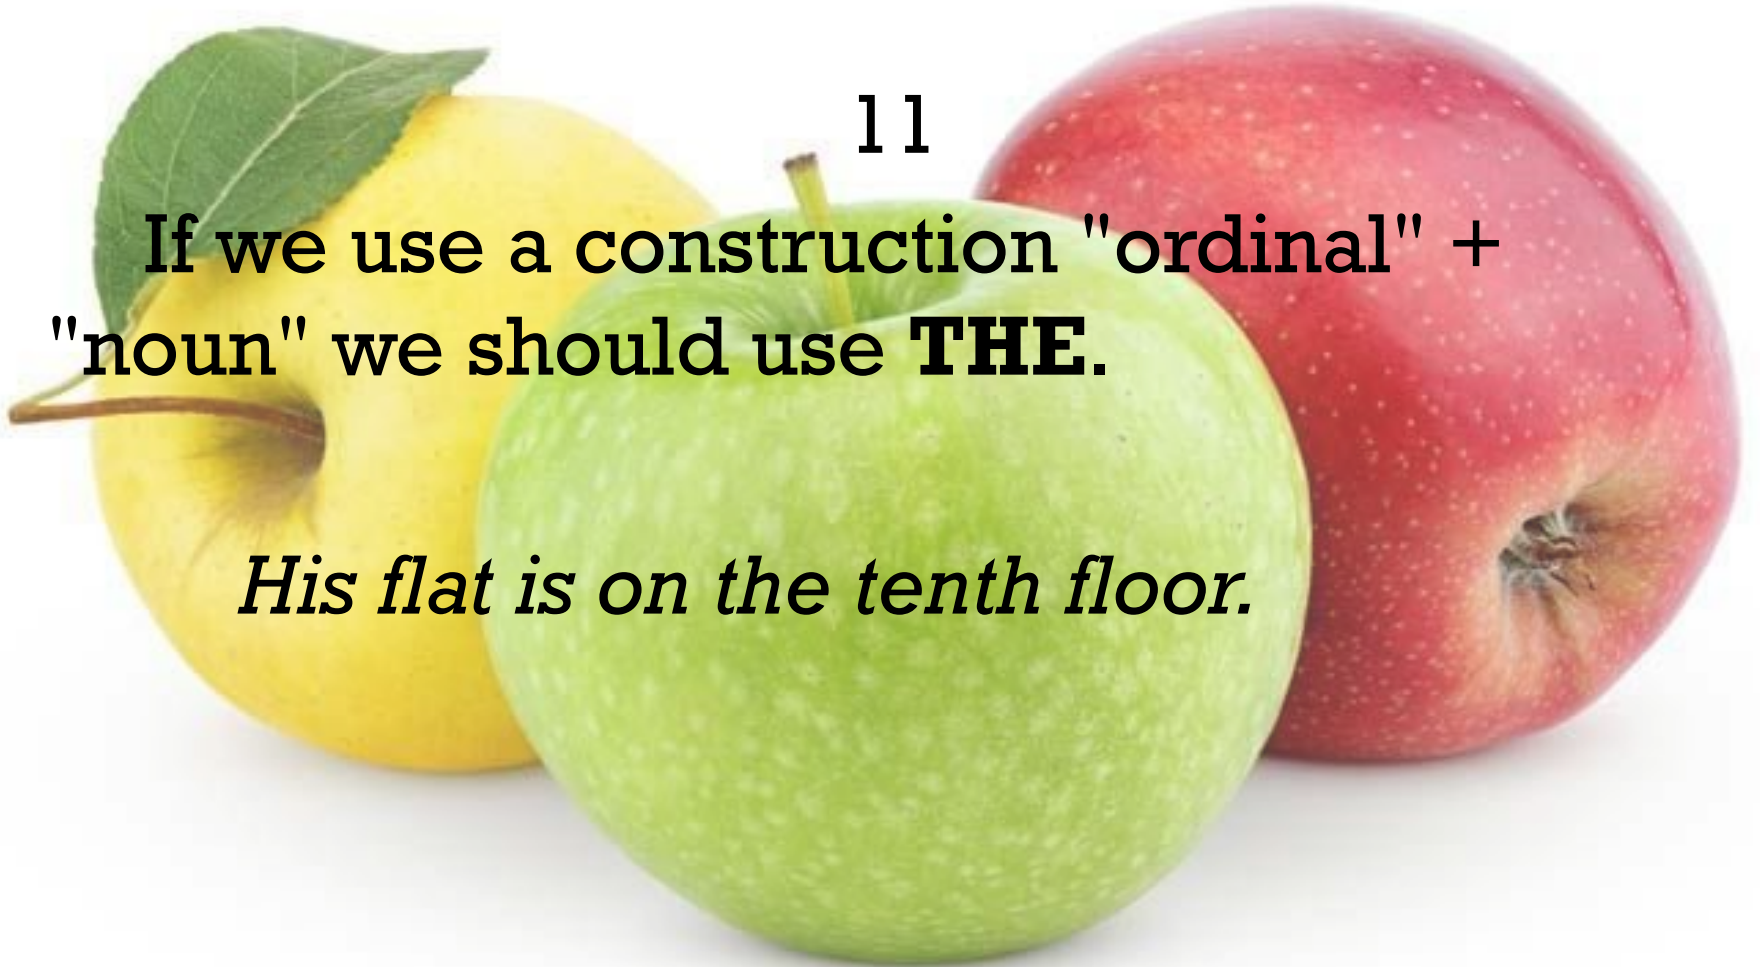 11
If we use a construction "ordinal" +
"noun" we should use THE.
His flat is on the tenth floor.